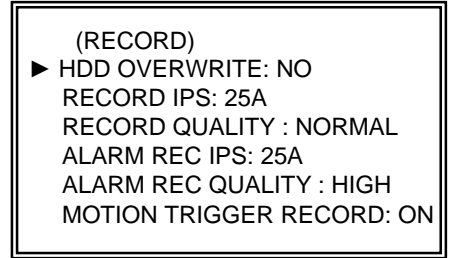 (RECORD)
► HDD OVERWRITE: NO
RECORD IPS: 25A
RECORD QUALITY : NORMAL
ALARM REC IPS: 25A
ALARM REC QUALITY : HIGH
MOTION TRIGGER RECORD: ON